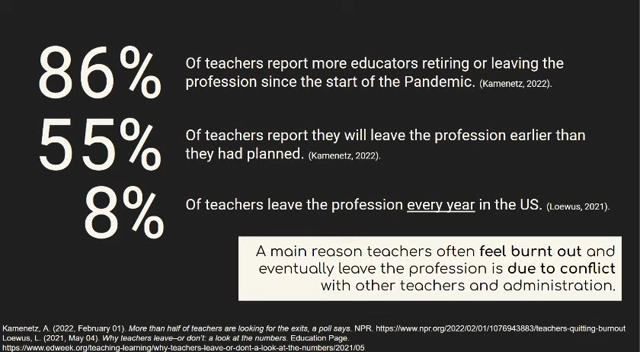 86%
Of teachers report more educators retiring or leaving the
profession since the start of the Pandemic. (Kamenetz, 2022).
55%
Of teachers report they will leave the profession earlier than
they had planned. (Kamenetz, 2022).
8%
Of teachers leave the profession every year in the US. (Loewus, 2021).
A main reason teachers often feel burnt out and
eventually leave the profession is due to conflict
with other teachers and administration.
Kamenetz, A. (2022, February 01). More than half of teachers are looking for the exits, a poll says. NPR. https://www.npr.org/2022/02/01/1076943883/teachers-quitting-burnout
Loewus, L. (2021, May 04). Why teachers leave—or don't: a look at the numbers. Education Page.
https://www.edweek.org/teaching-learning/why-teachers-leave-or-dont-a-look-at-the-numbers/2021/05